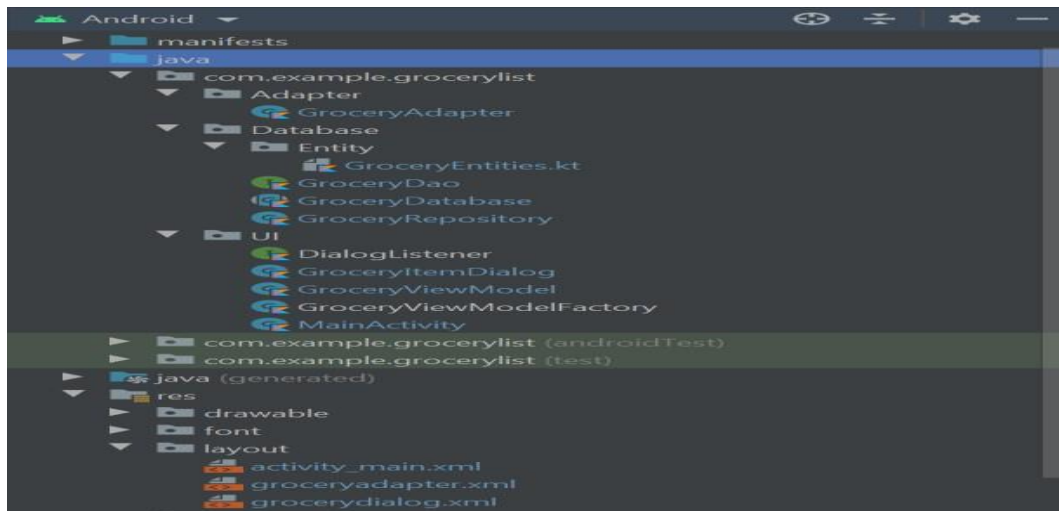 Android
manifests
java
com.example.grocerylist
Adapter
GroceryAdapter
Database
Entity
GroceryEntities.kt
GroceryDao
GroceryDatabase
GroceryRepository
UI
DialogListener
GroceryItemDialog
GroceryViewModel
GroceryViewModelFactory
MainActivity
com.example.grocerylist (androidTest)
com.example.grocerylist (test)
java (generated)
res
drawable
font
layout
activity_main.xml
groceryadapter.xml
grocerydialog.xml